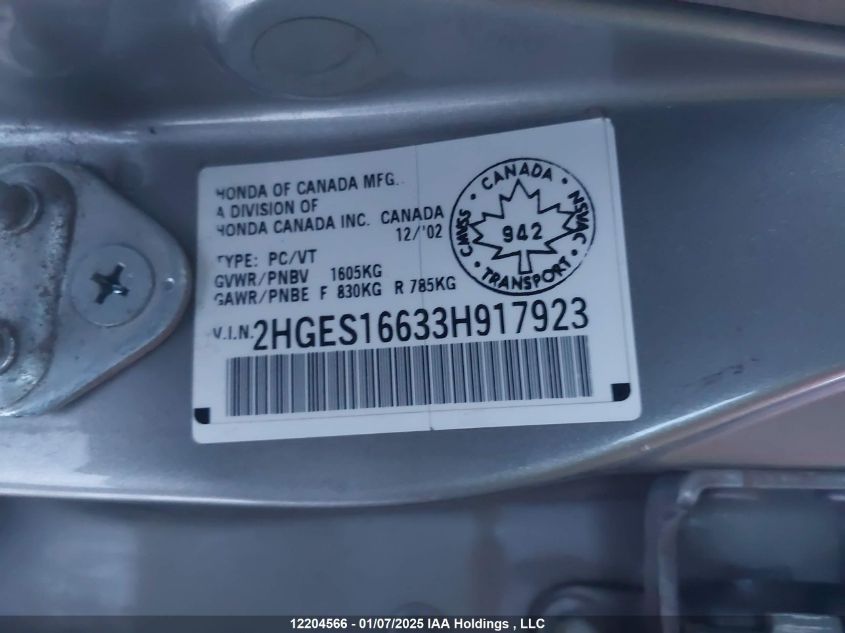 HONDA OF CANADA MFG.
A DIVISION OF
HONDA CANADA INC. CANADA
12/'02
TYPE: PC/VT
GVWR/PNBV 1605KG
GAWR/PNBE F 830KG R 785KG
CANADA
CMVSS 942 NSVAC
TRANSPORT
V.I.N. 2HGES16633H917923
12204566 - 01/07/2025 IAA Holdings , LLC